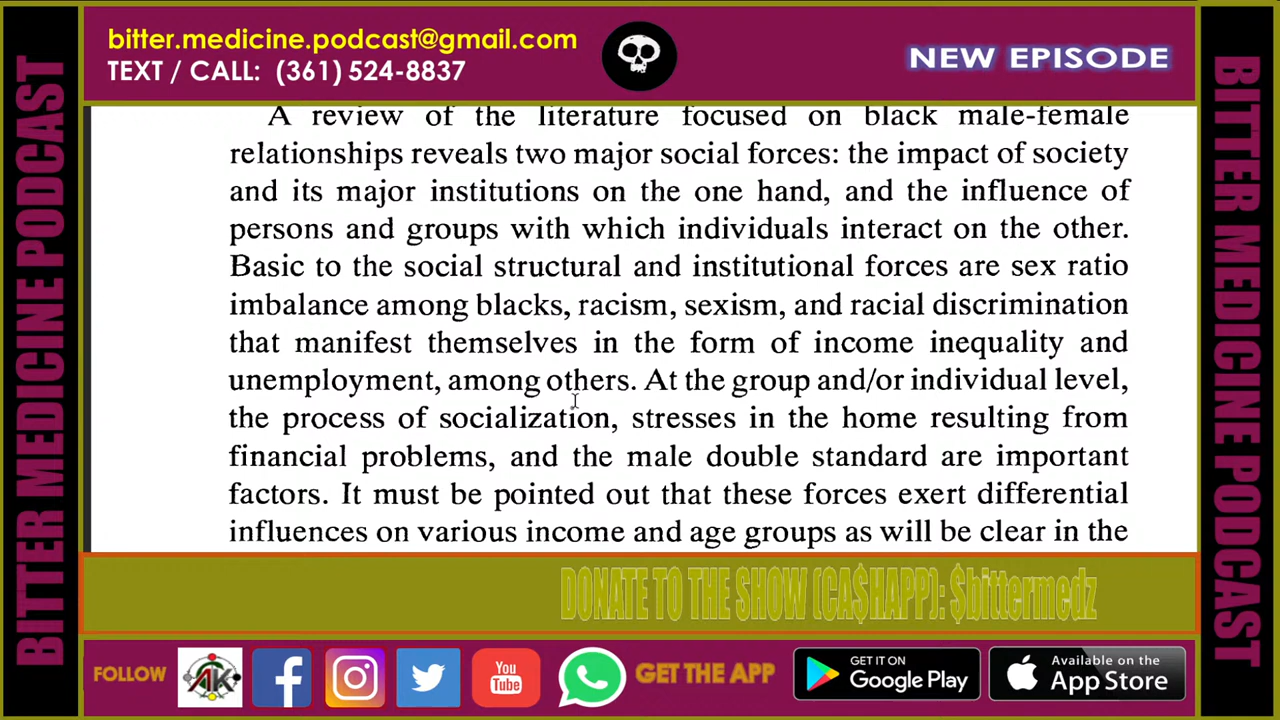 bitter.medicine.podcast@gmail.com
TEXT / CALL: (361) 524-8837
NEW EPISODE
BITTER MEDICINE PODCAST
A review of the literature focused on black male-female
relationships reveals two major social forces: the impact of society
and its major institutions on the one hand, and the influence of
persons and groups with which individuals interact on the other.
Basic to the social structural and institutional forces are sex ratio
imbalance among blacks, racism, sexism, and racial discrimination
that manifest themselves in the form of income inequality and
unemployment, among others. At the group and/or individual level,
the process of socialization, stresses in the home resulting from
financial problems, and the male double standard are important
factors. It must be pointed out that these forces exert differential
influences on various income and age groups as will be clear in the
BITTER MEDICINE PODCAST
DONATE TO THE SHOW (CA$HAPP): $bittermedz
FOLLOW
You
Tube
GET THE APP
GET IT ON
Google Play
Available on the
App Store